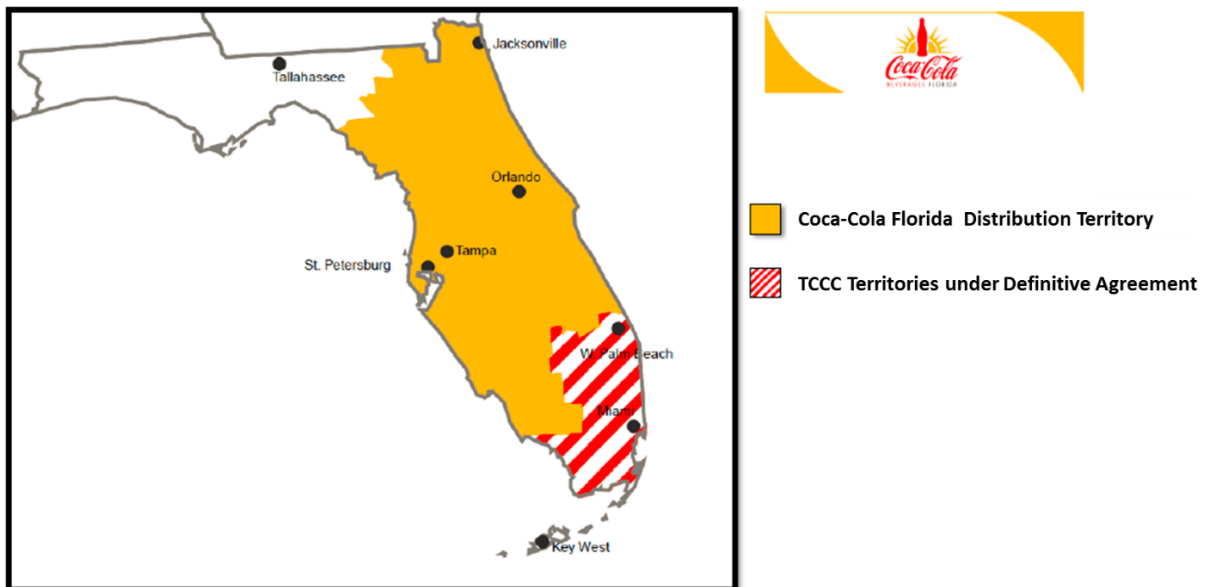 Jacksonville
Tallahassee
Orlando
Tampa
St. Petersburg
W. Palm Beach
Miami
Key West
Coca-Cola
BEVERAGES FLORIDA
Coca-Cola Florida Distribution Territory
TCCC Territories under Definitive Agreement